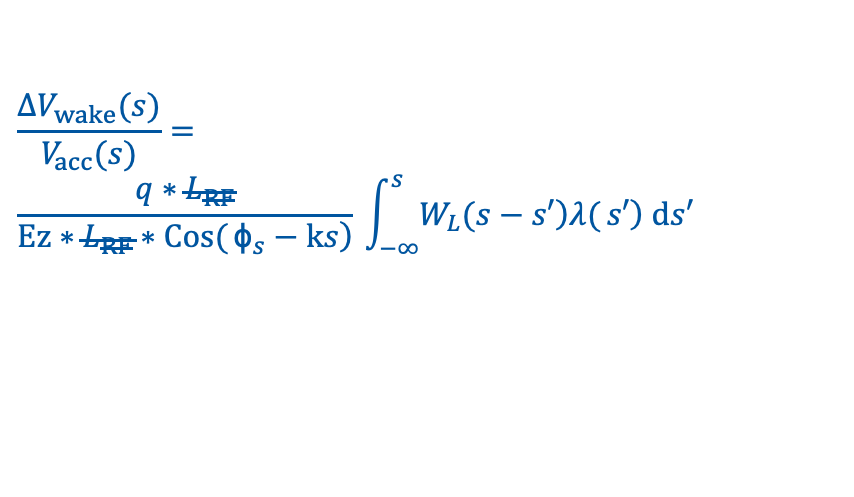 ΔV_wake(s)
V_acc(s)
=
q * L_RF
Ez * L_RF * Cos(ϕ_s − ks)
∫_{−∞}^{s} W_L(s − s′)λ( s′) ds′